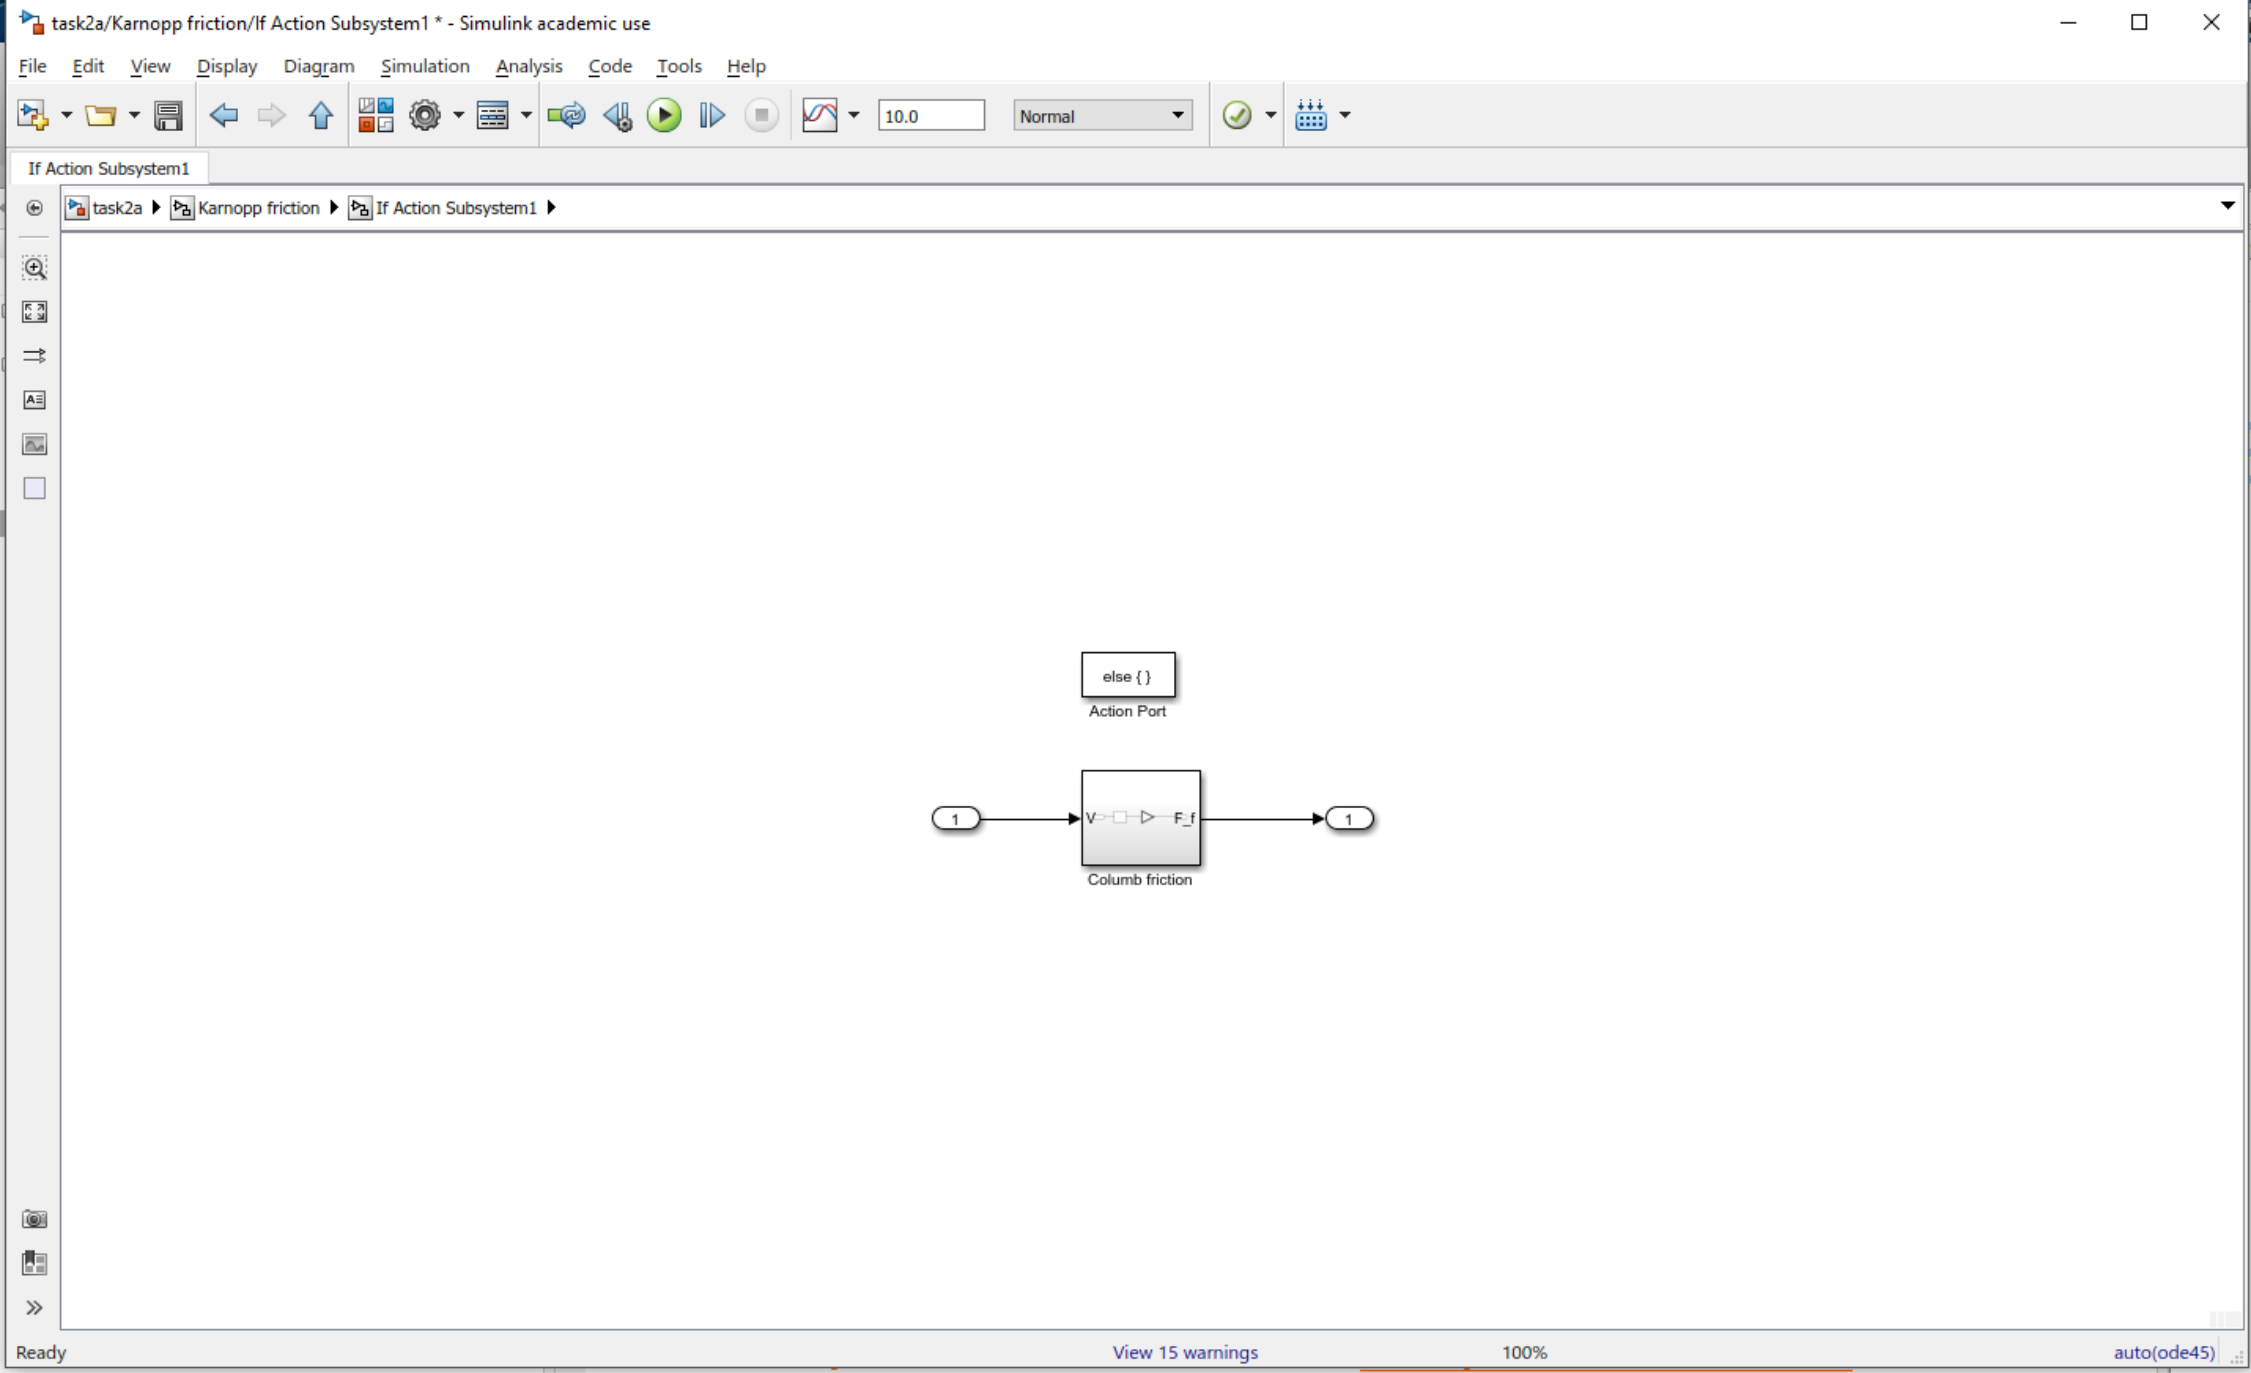 task2a/Karnopp friction/If Action Subsystem1 * - Simulink academic use
File Edit View Display Diagram Simulation Analysis Code Tools Help
10.0 Normal
If Action Subsystem1
task2a Karnopp friction If Action Subsystem1
else { }
Action Port
1 V F_f 1
Columb friction
Ready View 15 warnings 100% auto(ode45)